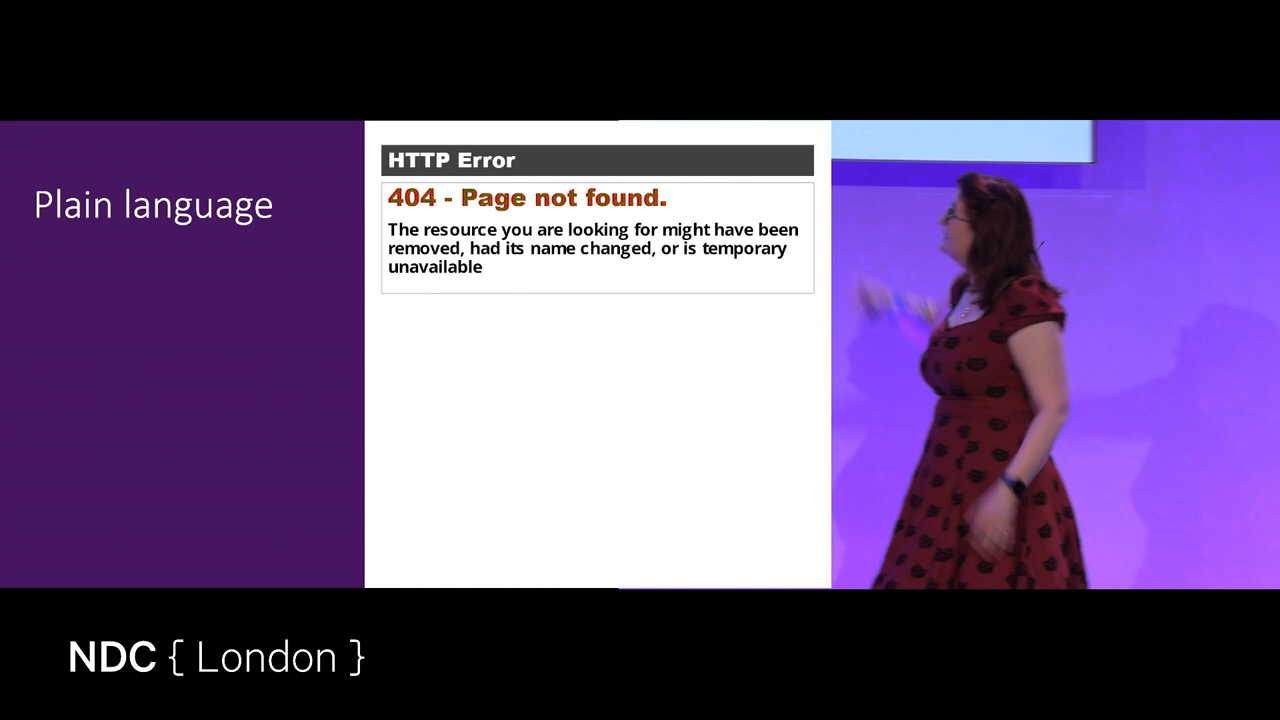 Plain language
HTTP Error
404 - Page not found.
The resource you are looking for might have been
removed, had its name changed, or is temporary
unavailable
NDC { London }